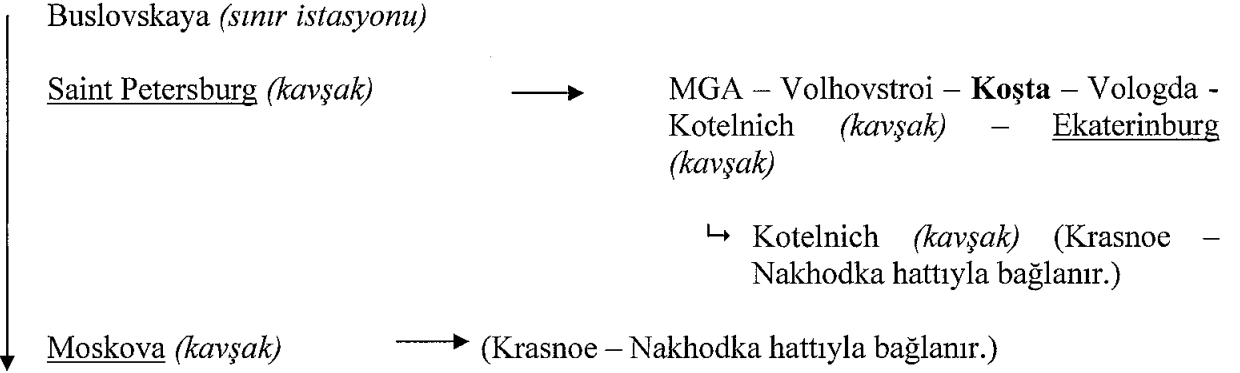 Buslovskaya (sınır istasyonu)
Saint Petersburg (kavşak) → MGA – Volhovstroi – Koşta – Vologda -
Kotelnich (kavşak) – Ekaterinburg
(kavşak)
↳ Kotelnich (kavşak) (Krasnoe –
Nakhodka hattıyla bağlanır.)
Moskova (kavşak) → (Krasnoe – Nakhodka hattıyla bağlanır.)